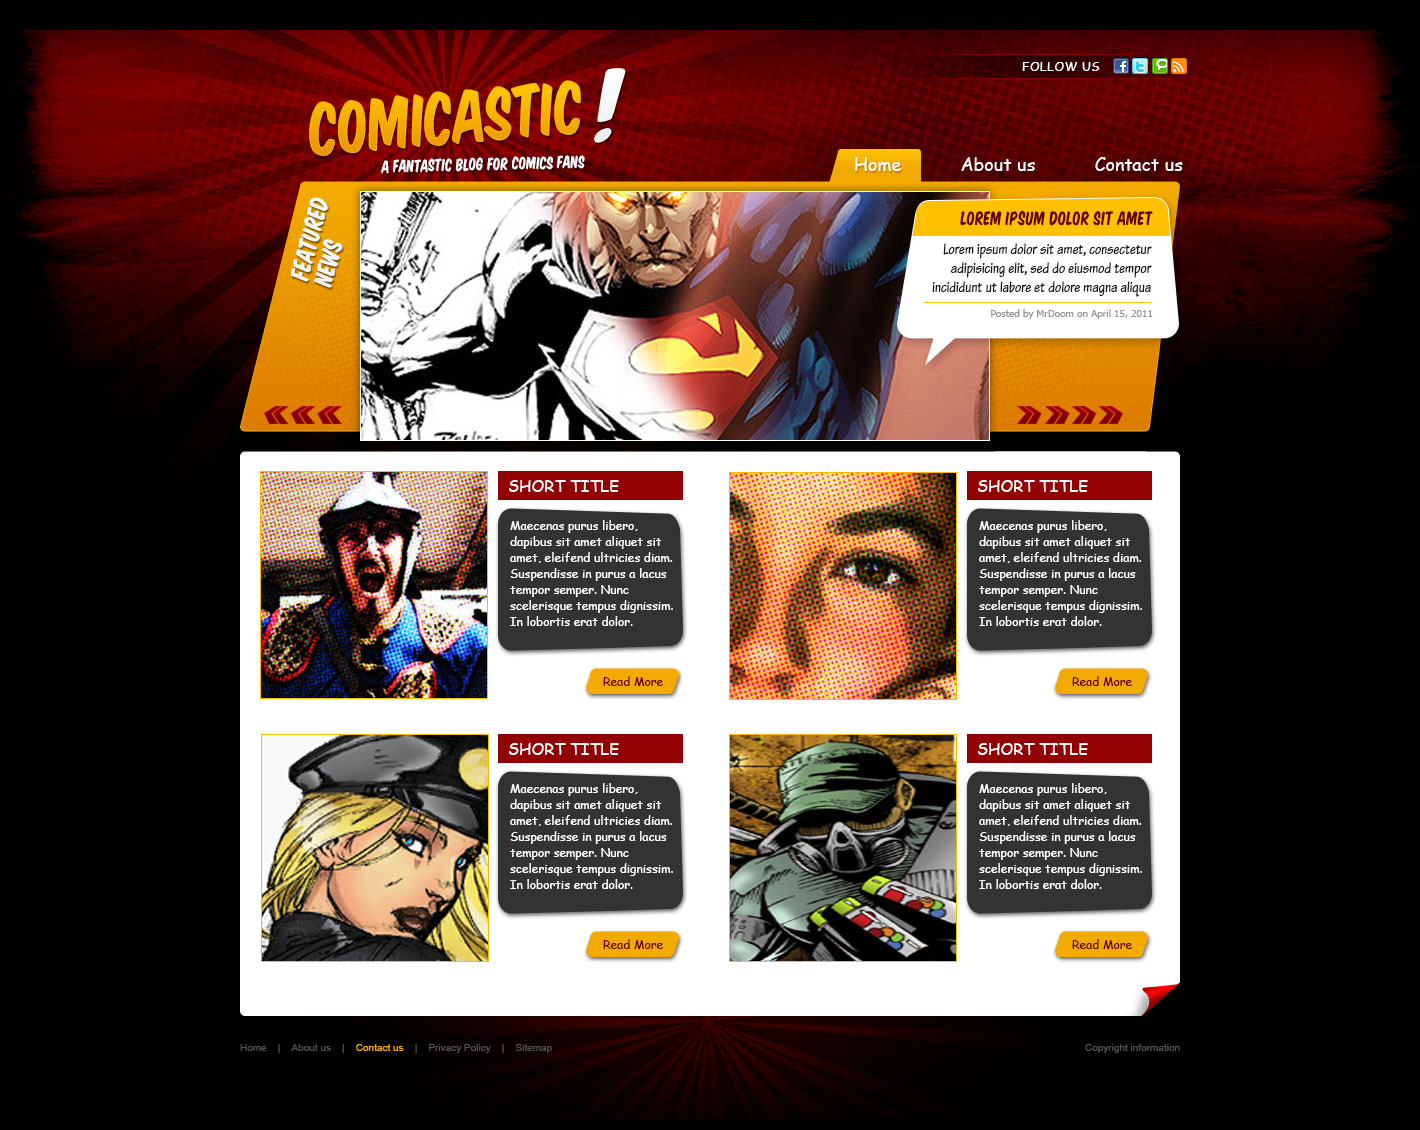 FOLLOW US
COMICASTIC!
A FANTASTIC BLOG FOR COMICS FANS
Home
About us
Contact us
FEATURED
NEWS
LOREM IPSUM DOLOR SIT AMET
Lorem ipsum dolor sit amet, consectetur
adipisicing elit, sed do eiusmod tempor
incididunt ut labore et dolore magna aliqua
Posted by MrDoom on April 15, 2011
SHORT TITLE
Maecenas purus libero,
dapibus sit amet aliquet sit
amet, eleifend ultricies diam.
Suspendisse in purus a lacus
tempor semper. Nunc
scelerisque tempus dignissim.
In lobortis erat dolor.
Read More
SHORT TITLE
Maecenas purus libero,
dapibus sit amet aliquet sit
amet, eleifend ultricies diam.
Suspendisse in purus a lacus
tempor semper. Nunc
scelerisque tempus dignissim.
In lobortis erat dolor.
Read More
SHORT TITLE
Maecenas purus libero,
dapibus sit amet aliquet sit
amet, eleifend ultricies diam.
Suspendisse in purus a lacus
tempor semper. Nunc
scelerisque tempus dignissim.
In lobortis erat dolor.
Read More
SHORT TITLE
Maecenas purus libero,
dapibus sit amet aliquet sit
amet, eleifend ultricies diam.
Suspendisse in purus a lacus
tempor semper. Nunc
scelerisque tempus dignissim.
In lobortis erat dolor.
Read More
Home | About us | Contact us | Privacy Policy | Sitemap
Copyright information